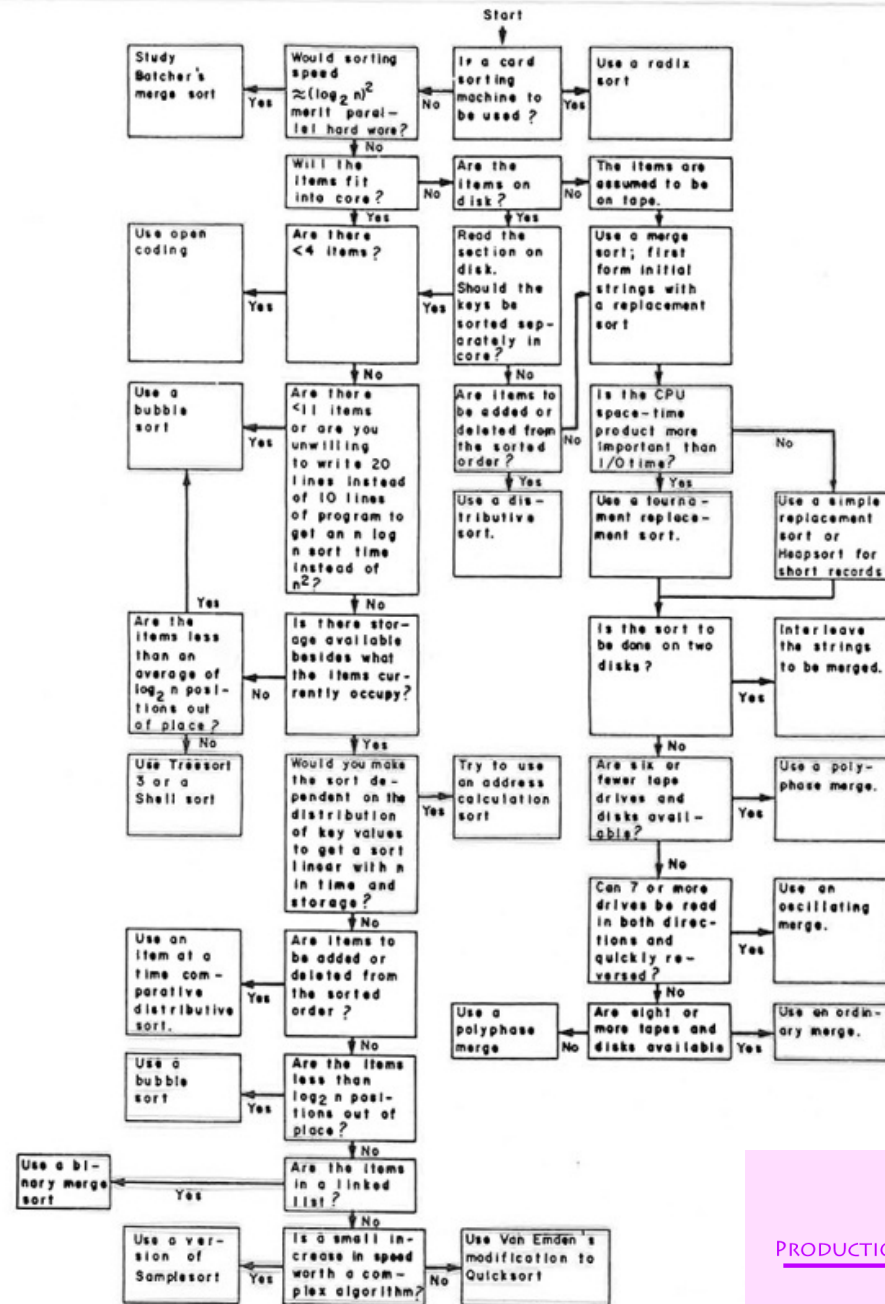 Start
Study
Batcher's
merge sort
Yes
Would sorting
speed
≈(log₂ n)²
merit paral-
lel hard ware?
No
Is a card
sorting
machine to
be used ?
Yes
Use a radix
sort
No
Will the
items fit
into core?
No
Are the
items on
disk?
No
The items are
assumed to be
on tape.
Yes
Yes
Use open
coding
Yes
Are there
<4 items?
Yes
Read the
section on
disk.
Should the
keys be
sorted sep-
arately in
core?
Use a merge
sort; first
form initial
strings with
a replacement
sort
No
No
Use a
bubble
sort
Yes
Are there
<11 items
or are you
unwilling
to write 20
lines instead
of 10 lines
of program to
get an n log
n sort time
instead of
n²?
Are items to
be added or
deleted from
the sorted
order?
No
Is the CPU
space-time
product more
important than
I/O time?
No
Yes
Yes
Use a dis-
tributive
sort.
Use a tourna-
ment replace-
ment sort.
Use a simple
replacement
sort or
Heapsort for
short records
Yes
No
Are the
items less
than an
average of
log₂ n posi-
tions out
of place?
No
Is there stor-
age available
besides what
the items cur-
rently occupy?
Is the sort to
be done on two
disks?
Yes
Interleave
the strings
to be merged.
No
Yes
No
Use Treesort
3 or a
Shell sort
Would you make
the sort de-
pendent on the
distribution
of key values
to get a sort
linear with n
in time and
storage?
Yes
Try to use
an address
calculation
sort
Are six or
fewer tape
drives and
disks avail-
able?
Yes
Use a poly-
phase merge.
No
No
Use an
item at a
time com-
parative
distributive
sort.
Yes
Are items to
be added or
deleted from
the sorted
order?
Can 7 or more
drives be read
in both direc-
tions and
quickly re-
versed?
Yes
Use an
oscillating
merge.
No
No
Use a
polyphase
merge
No
Are eight or
more tapes and
disks available
Yes
Use an ordin-
ary merge.
Use a
bubble
sort
Yes
Are the items
less than
log₂ n posi-
tions out of
place?
No
Use a bi-
nary merge
sort
Yes
Are the items
in a linked
list?
No
Use a ver-
sion of
Samplesort
Yes
Is a small in-
crease in speed
worth a com-
plex algorithm?
No
Use Van Emden's
modification to
Quicksort
PRODUCTIO